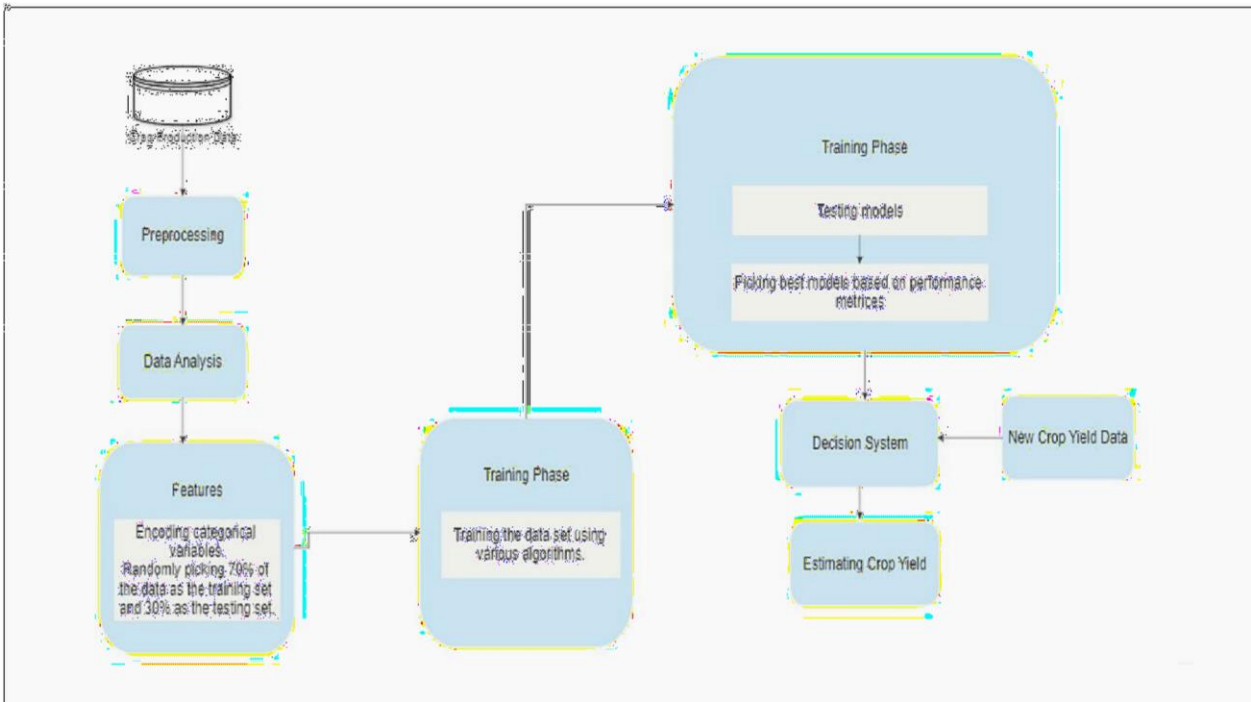 Production Data
Preprocessing
Data Analysis
Features
Encoding categorical
variables.
Randomly picking 70% of
the data as the training set
and 30% as the testing set.
Training Phase
Training the data set using
various algorithms.
Training Phase
Testing models
Picking best models based on performance
metrices
Decision System
New Crop Yield Data
Estimating Crop Yield